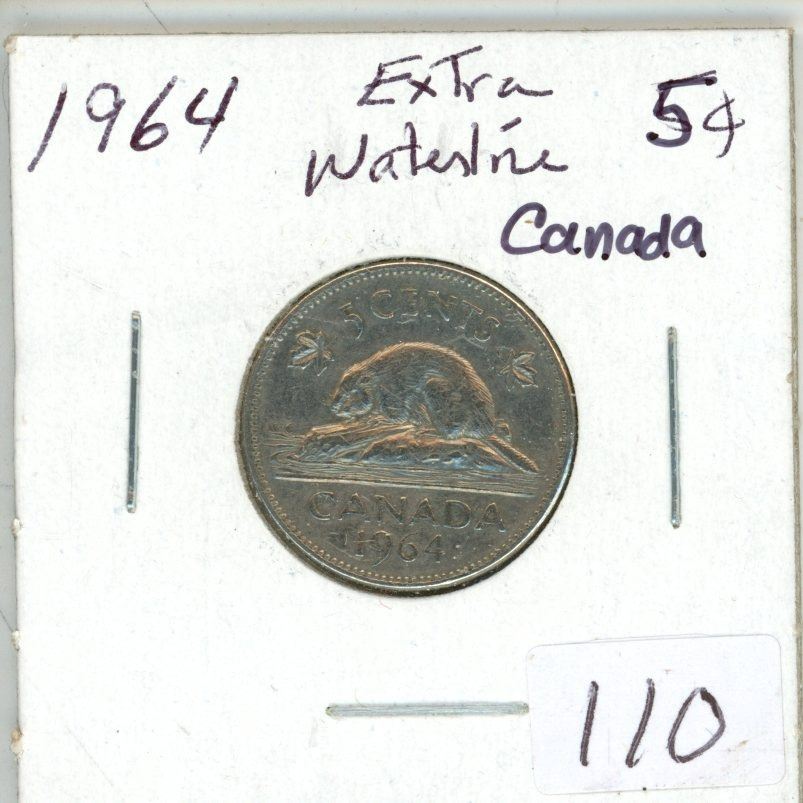 1964 Extra 5¢
Waterline
Canada
5 CENTS
CANADA
1964
110